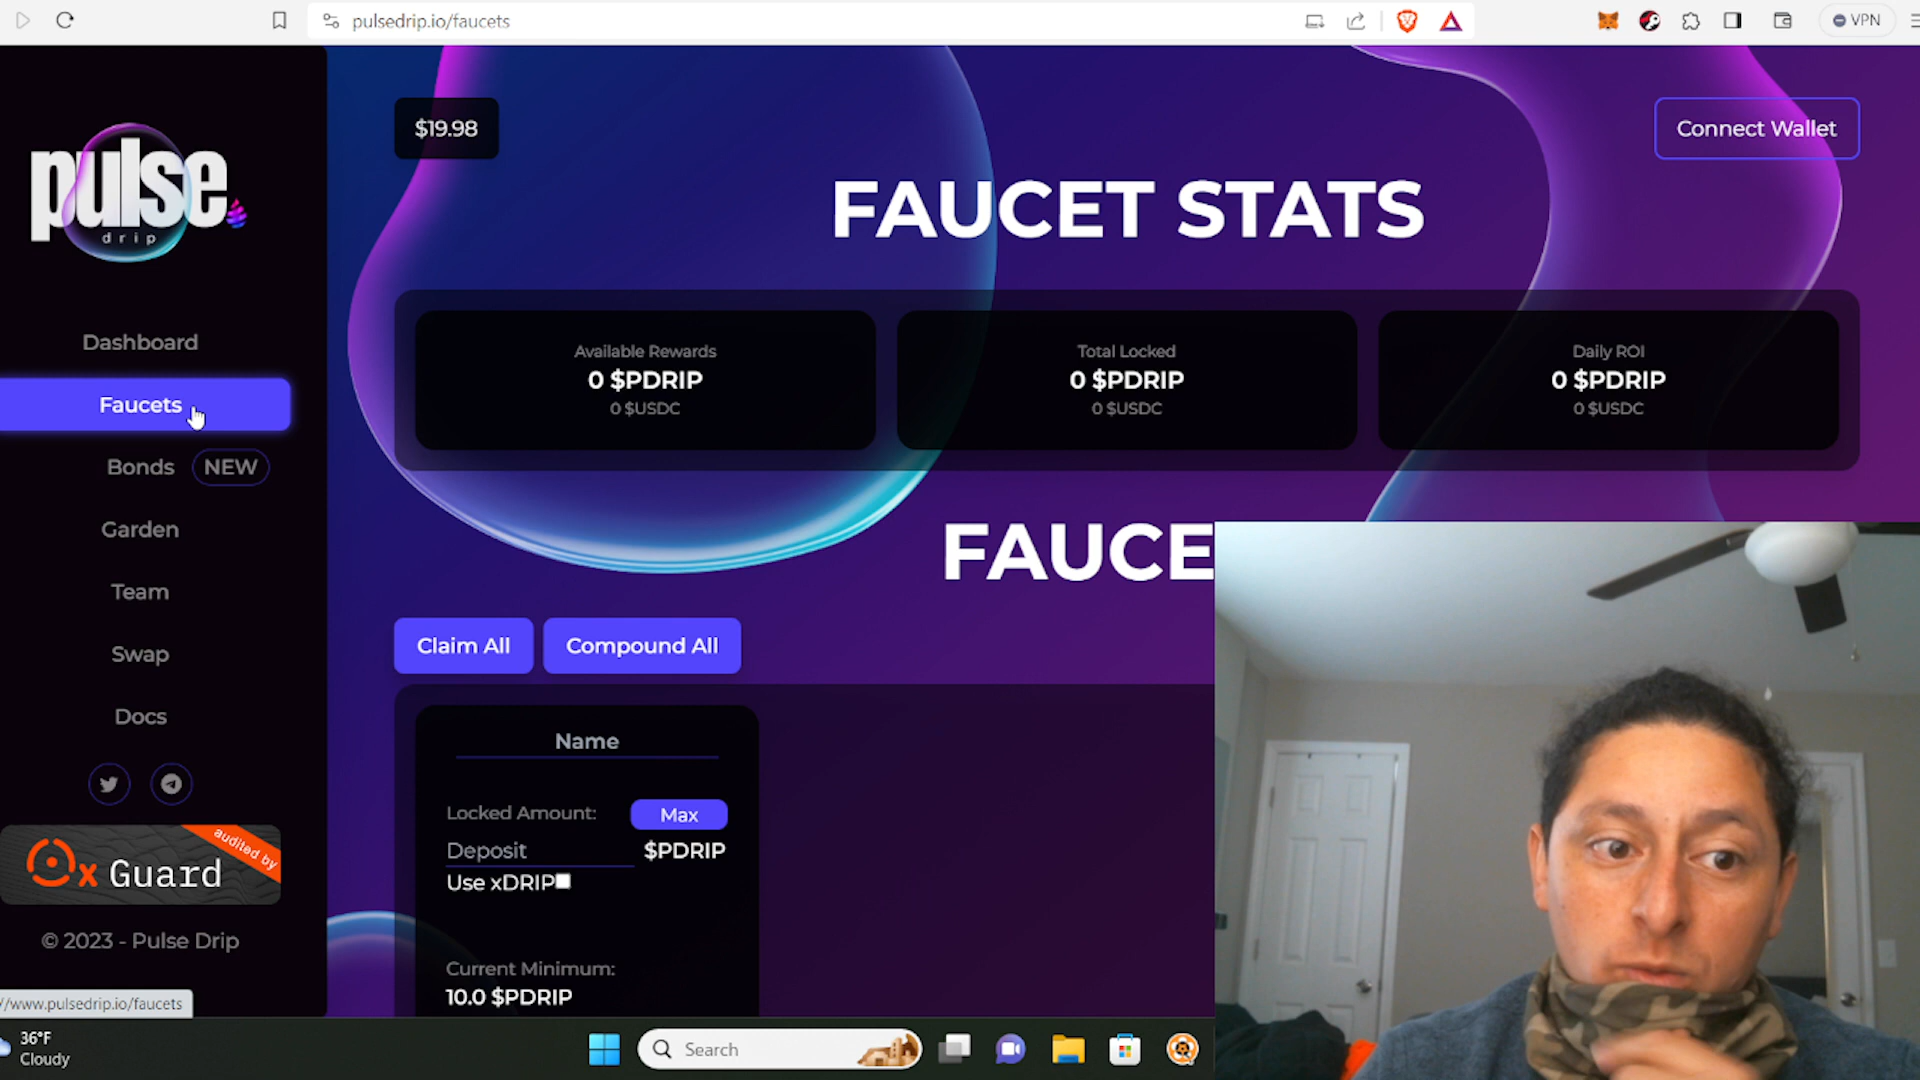 pulsedrip.io/faucets
VPN
pulse
drip
$19.98
Connect Wallet
FAUCET STATS
Available Rewards
0 $PDRIP
0 $USDC
Total Locked
0 $PDRIP
0 $USDC
Daily ROI
0 $PDRIP
0 $USDC
Dashboard
Faucets
Bonds NEW
Garden
Team
Swap
Docs
audited by
x Guard
© 2023 - Pulse Drip
FAUCE
Claim All
Compound All
Name
Locked Amount:
Max
Deposit
$PDRIP
Use xDRIP
Current Minimum:
10.0 $PDRIP
//www.pulsedrip.io/faucets
36°F
Cloudy
Search